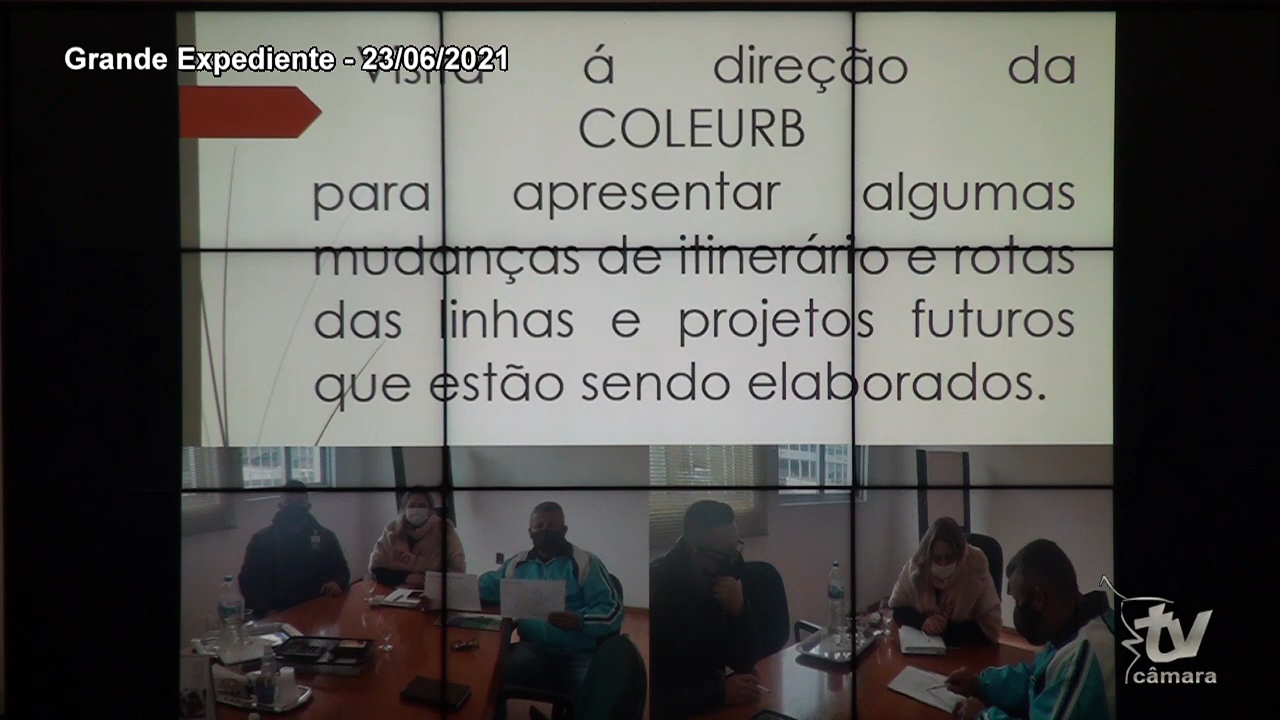 Grande Expediente - 23/06/2021
Visita á direção da
COLEURB
para apresentar algumas
mudanças de itinerário e rotas
das linhas e projetos futuros
que estão sendo elaborados.
tv
câmara